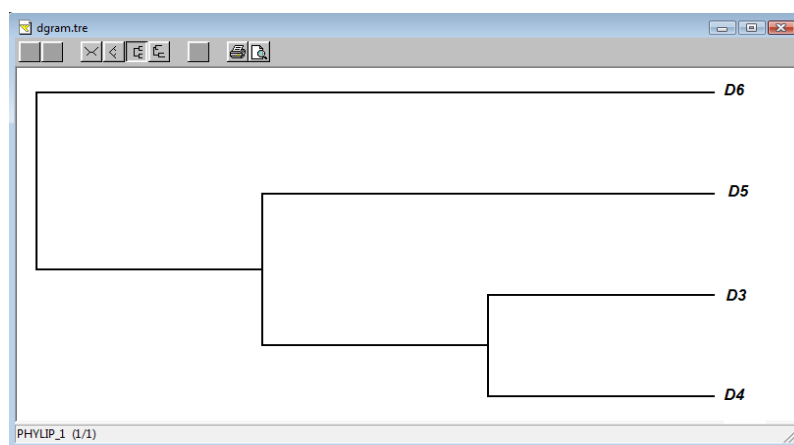 dgram.tre
D6
D5
D3
D4
PHYLIP_1 (1/1)